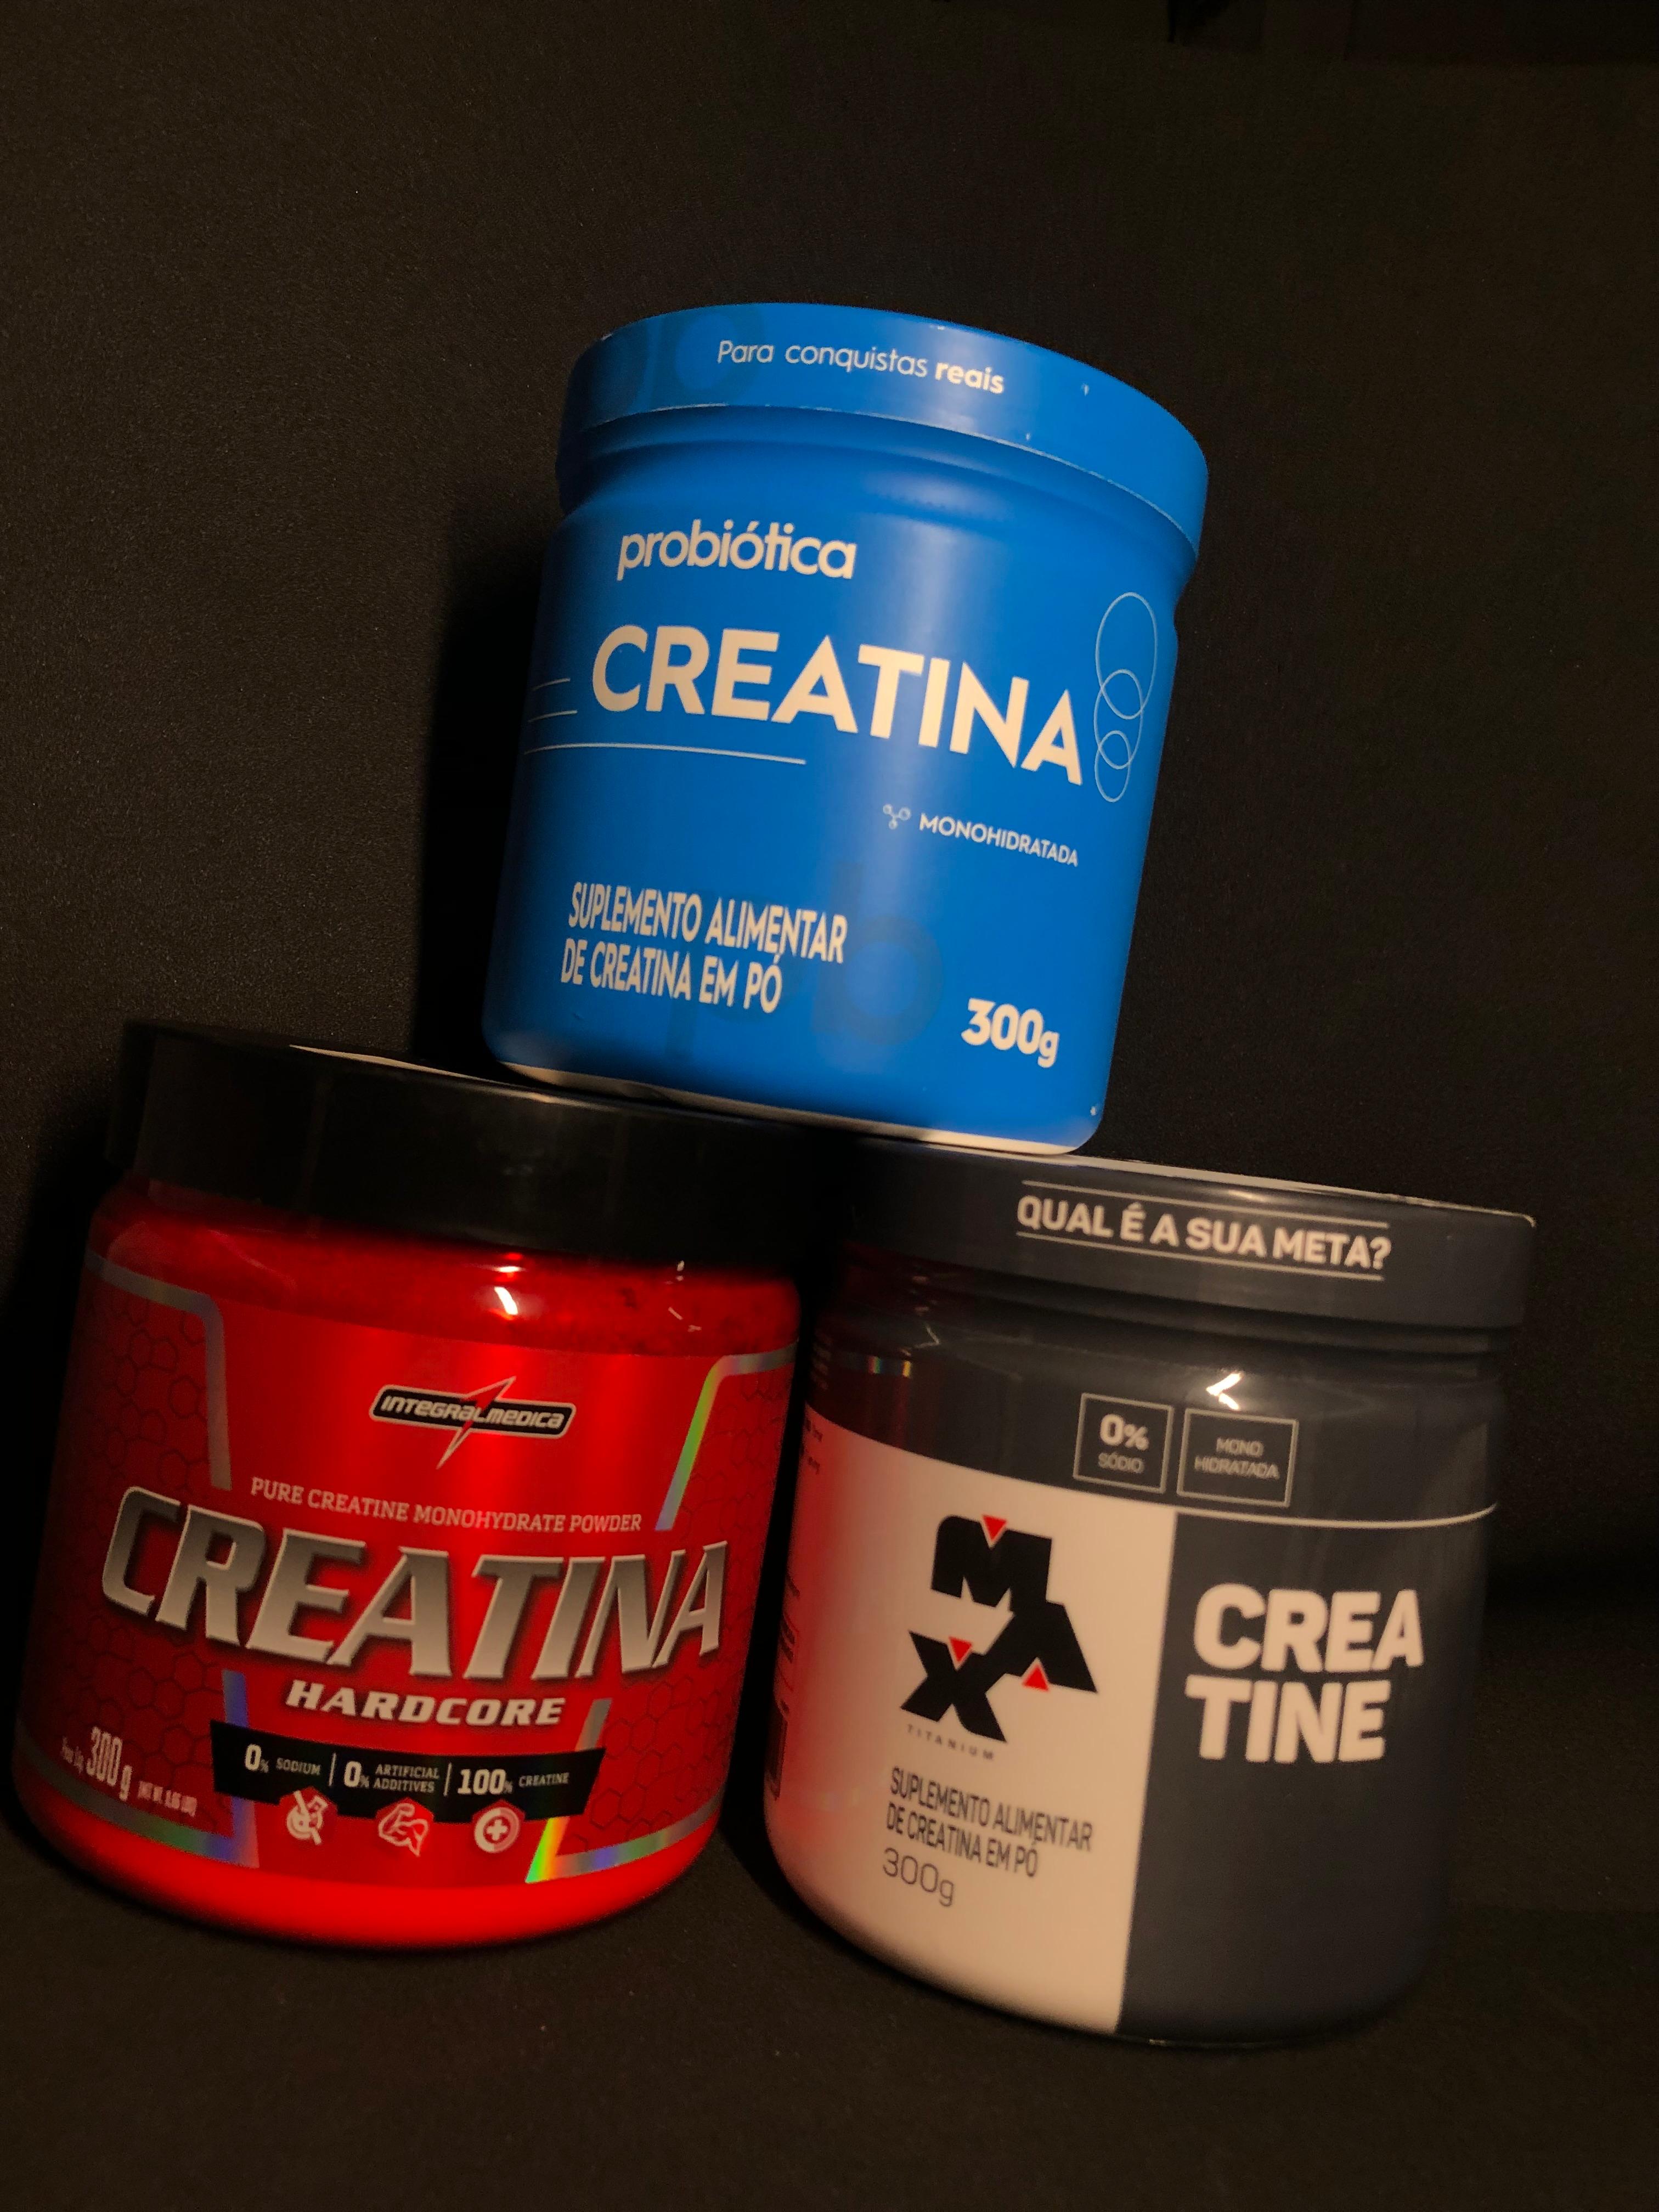 Para conquistas reais
probiótica
CREATINA
MONOHIDRATADA
SUPLEMENTO ALIMENTAR
DE CREATINA EM PÓ
300g
INTEGRALMEDICA
PURE CREATINE MONOHYDRATE POWDER
CREATINA
HARDCORE
0% SODIUM | 0% ARTIFICIAL ADDITIVES | 100% CREATINE
300g
QUAL É A SUA META?
0% SÓDIO
MONO HIDRATADA
MAX
TITANIUM
CREA
TINE
SUPLEMENTO ALIMENTAR
DE CREATINA EM PÓ
300g